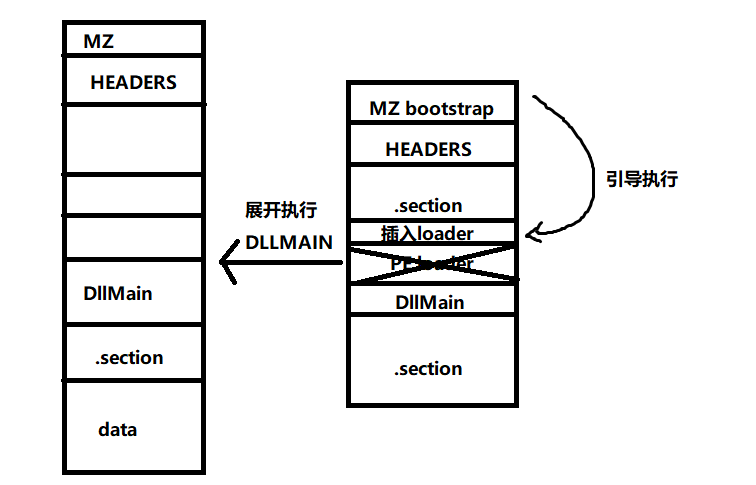 MZ
HEADERS
DllMain
.section
data
展开执行
DLLMAIN
MZ bootstrap
HEADERS
.section
插入loader
PE loader
DllMain
.section
引导执行